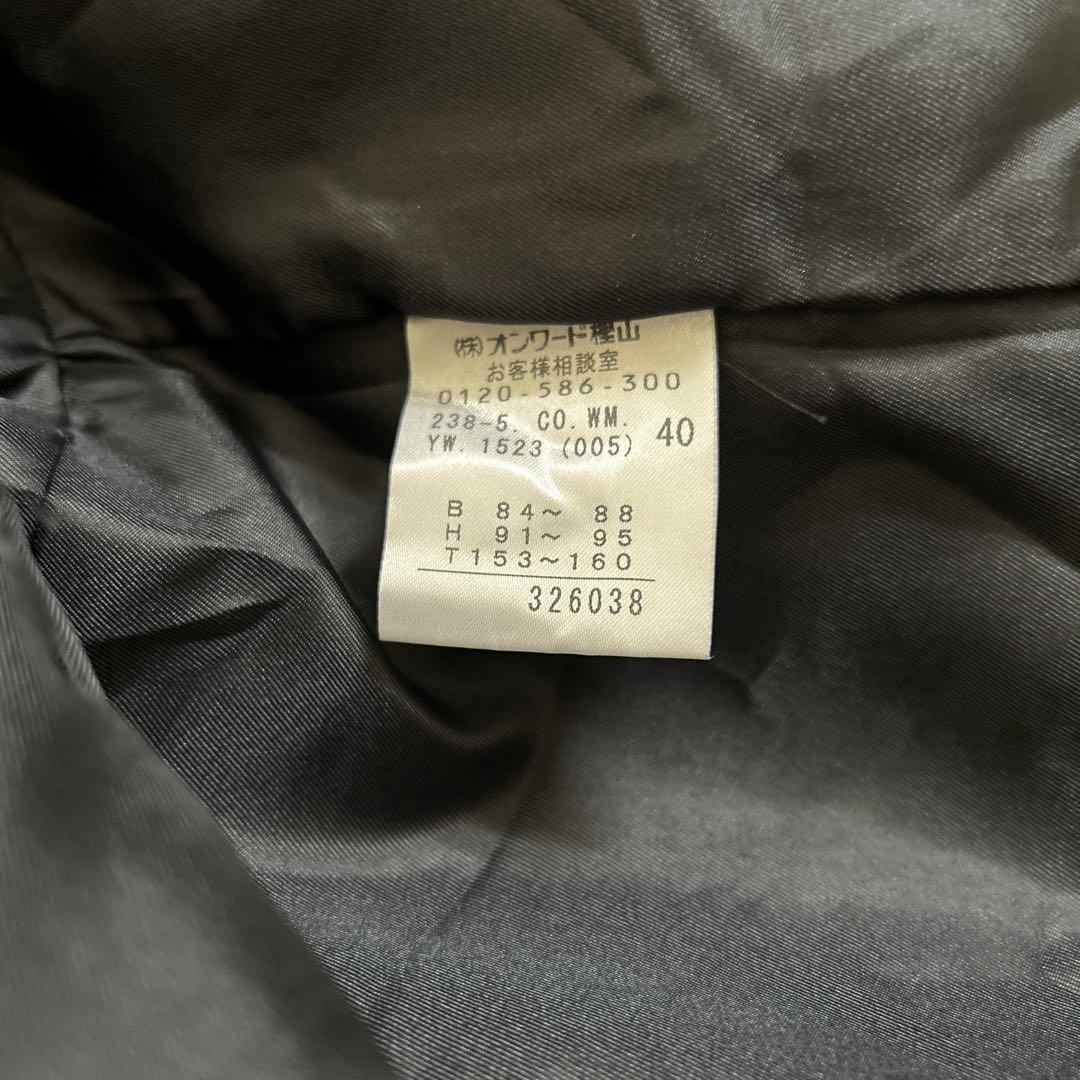 (株)オンワード樫山
お客様相談室
0120-586-300
238-5. CO. WM.
YW. 1523 (005) 40
B 84～ 88
H 91～ 95
T153～160
326038